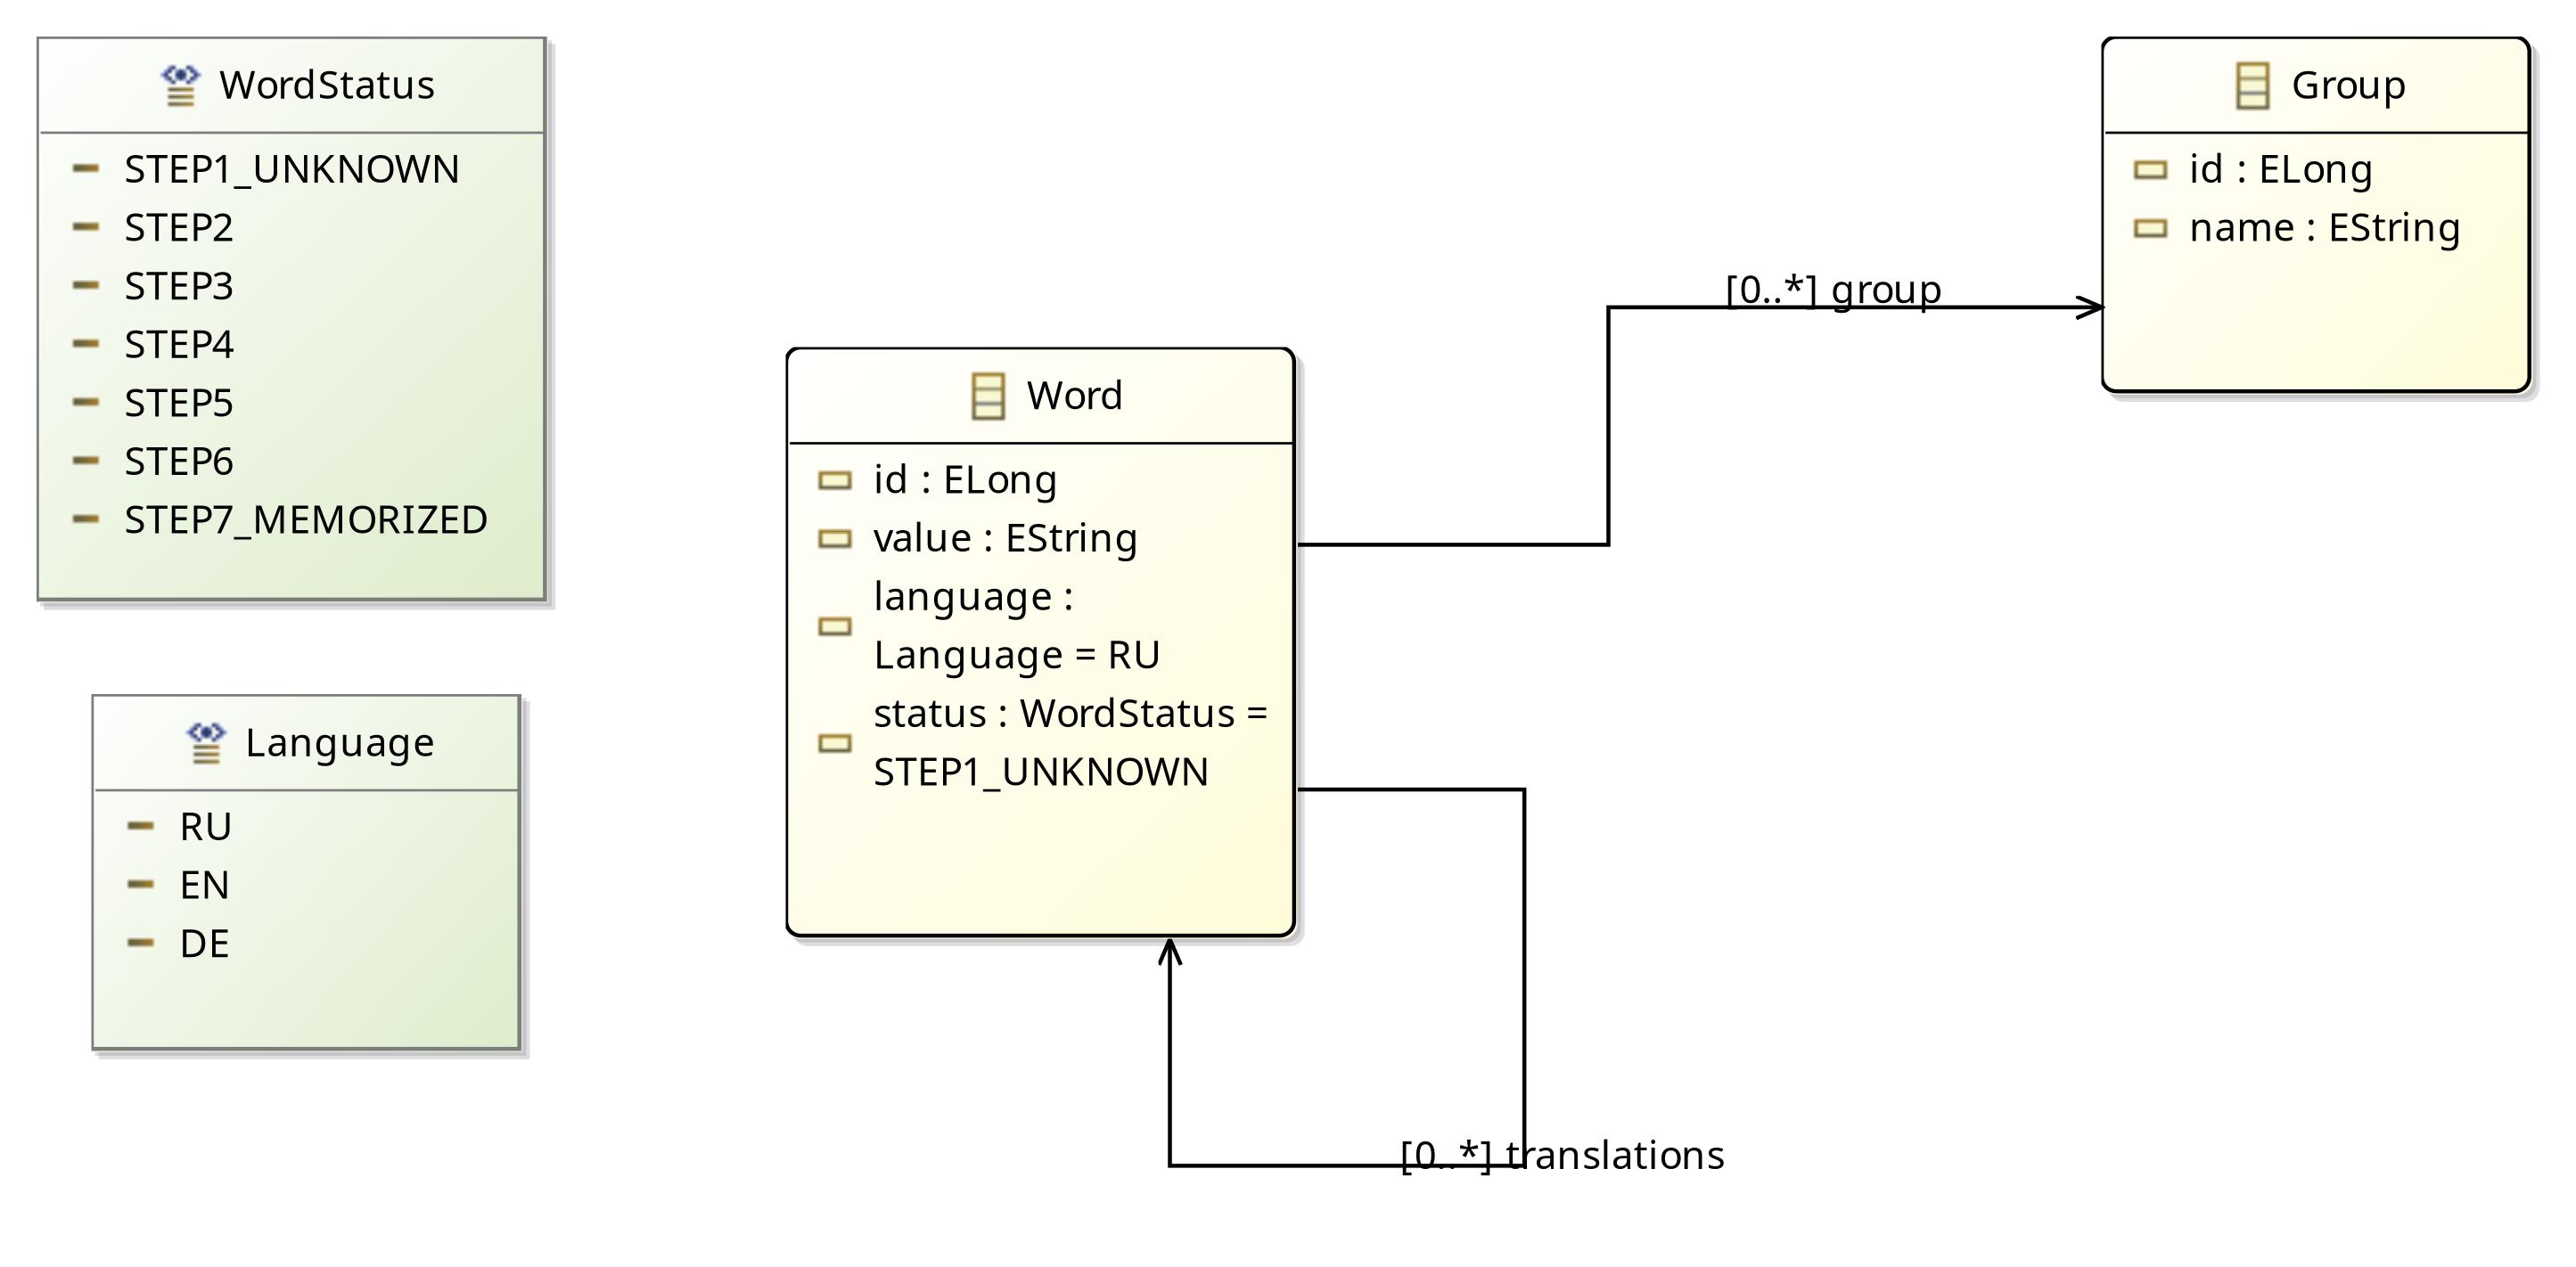 WordStatus
STEP1_UNKNOWN
STEP2
STEP3
STEP4
STEP5
STEP6
STEP7_MEMORIZED
Language
RU
EN
DE
Word
id : ELong
value : EString
language :
Language = RU
status : WordStatus =
STEP1_UNKNOWN
[0..*] group
[0..*] translations
Group
id : ELong
name : EString